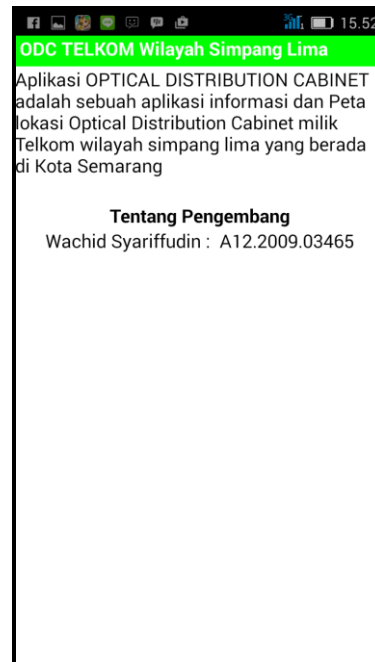 15.52
ODC TELKOM Wilayah Simpang Lima
Aplikasi OPTICAL DISTRIBUTION CABINET
adalah sebuah aplikasi informasi dan Peta
lokasi Optical Distribution Cabinet milik
Telkom wilayah simpang lima yang berada
di Kota Semarang
Tentang Pengembang
Wachid Syariffudin : A12.2009.03465